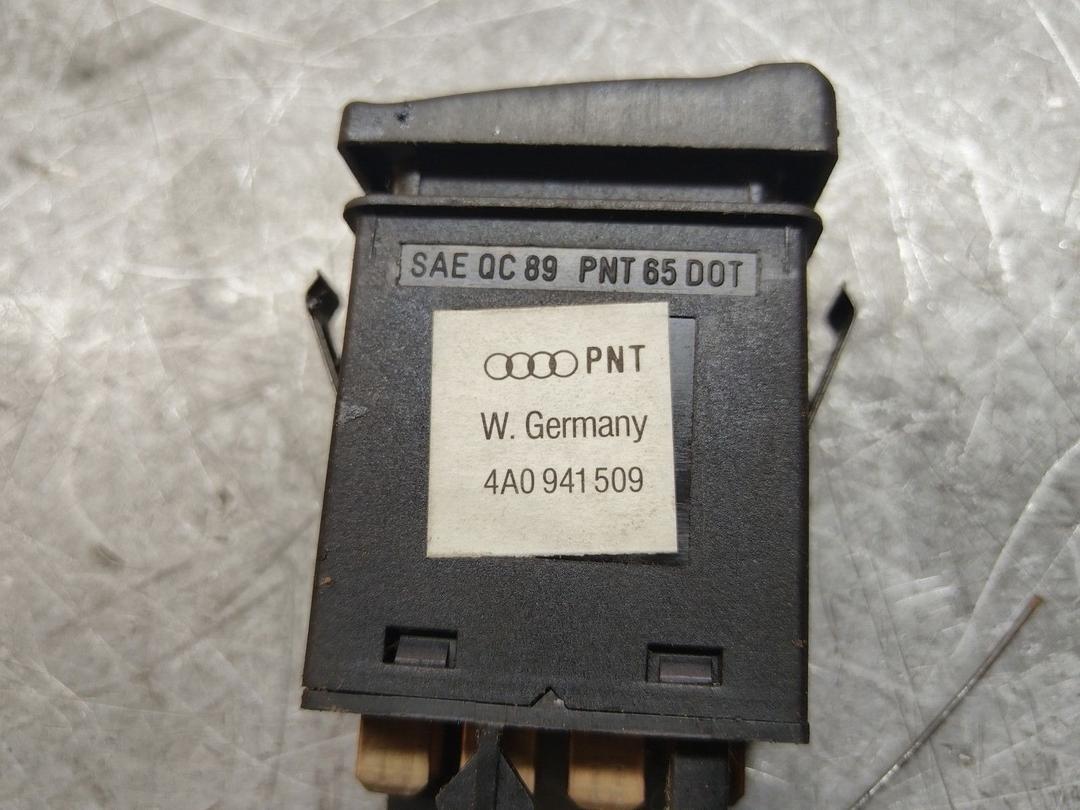 SAE QC 89 PNT 65 DOT
PNT
W. Germany
4A0 941 509